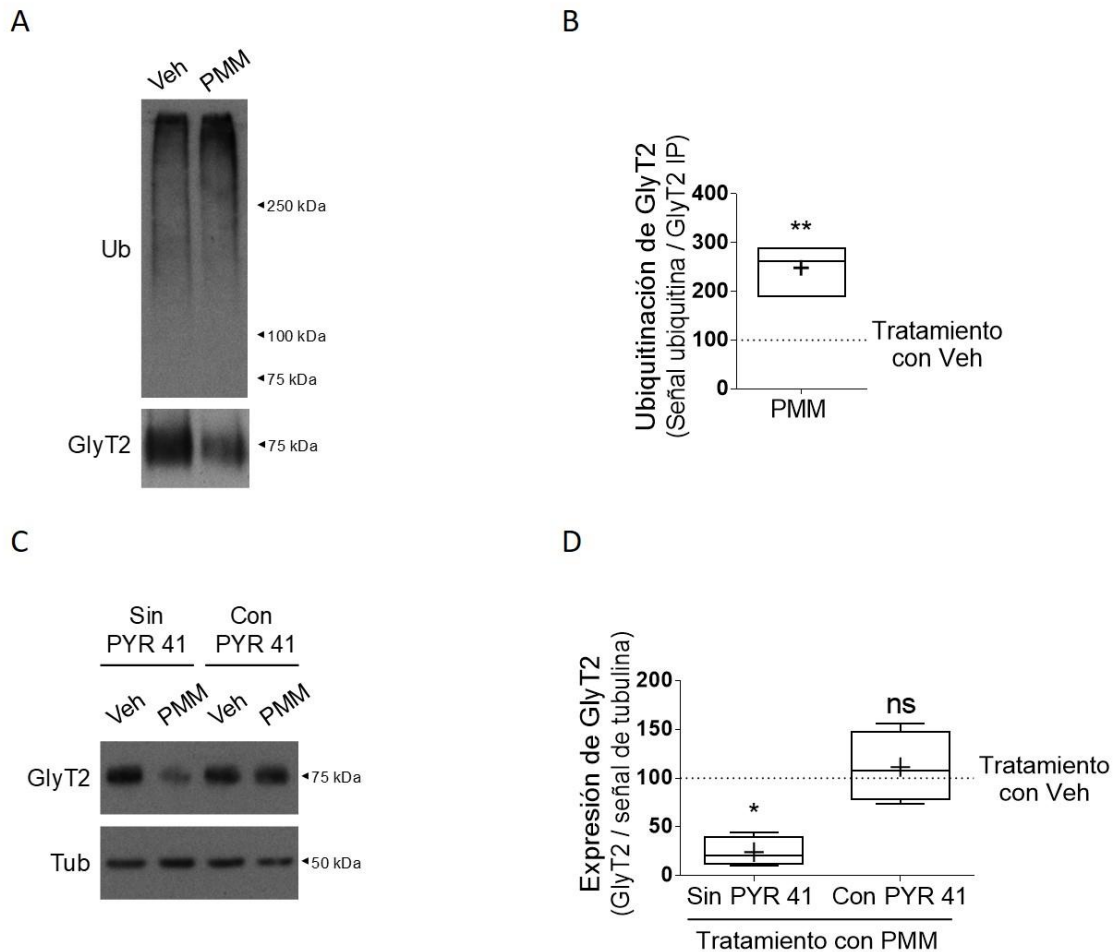 A
Veh PMM
Ub
◄250 kDa
◄100 kDa
◄75 kDa
GlyT2
◄75 kDa
B
Ubiquitinación de GlyT2
(Señal ubiquitina / GlyT2 IP)
400
300
200
100
0
**
Tratamiento
con Veh
PMM
C
Sin
PYR 41
Con
PYR 41
Veh PMM Veh PMM
GlyT2
◄75 kDa
Tub
◄50 kDa
D
Expresión de GlyT2
(GlyT2 / señal de tubulina)
200
150
100
50
0
*
ns
Tratamiento
con Veh
Sin PYR 41 Con PYR 41
Tratamiento con PMM